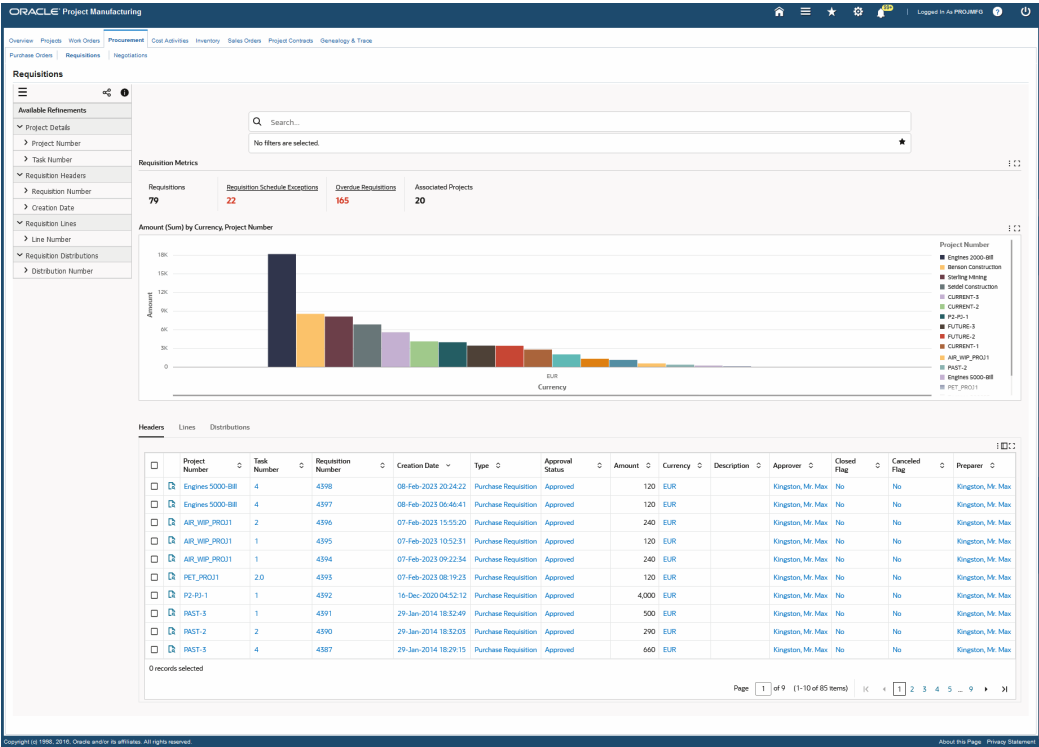 ORACLE Project Manufacturing
99+
Logged In As PROJMFG
Overview Projects Work Orders Procurement Cost Activities Inventory Sales Orders Project Contracts Genealogy & Trace
Purchase Orders Requisitions Negotiations
Requisitions
Available Refinements
Project Details
Project Number
Task Number
Requisition Headers
Requisition Number
Creation Date
Requisition Lines
Line Number
Requisition Distributions
Distribution Number
Search...
No filters are selected.
Requisition Metrics
Requisitions Requisition Schedule Exceptions Overdue Requisitions Associated Projects
79 22 165 20
Amount (Sum) by Currency, Project Number
Amount
18K
15K
12K
9K
6K
3K
0
EUR
Currency
Project Number
Engines 2000-Bill
Benson Construction
Sterling Mining
Seidel Construction
CURRENT-3
CURRENT-2
P2-PJ-1
FUTURE-3
FUTURE-2
CURRENT-1
AIR_WIP_PROJ1
PAST-2
Engines 5000-Bill
PET_PROJ1
Headers Lines Distributions
Project Number Task Number Requisition Number Creation Date Type Approval Status Amount Currency Description Approver Closed Flag Canceled Flag Preparer
Engines 5000-Bill 4 4398 08-Feb-2023 20:24:22 Purchase Requisition Approved 120 EUR Kingston, Mr. Max No No Kingston, Mr. Max
Engines 5000-Bill 4 4397 08-Feb-2023 06:46:41 Purchase Requisition Approved 120 EUR Kingston, Mr. Max No No Kingston, Mr. Max
AIR_WIP_PROJ1 2 4396 07-Feb-2023 15:55:20 Purchase Requisition Approved 240 EUR Kingston, Mr. Max No No Kingston, Mr. Max
AIR_WIP_PROJ1 1 4395 07-Feb-2023 10:52:31 Purchase Requisition Approved 120 EUR Kingston, Mr. Max No No Kingston, Mr. Max
AIR_WIP_PROJ1 1 4394 07-Feb-2023 09:22:34 Purchase Requisition Approved 240 EUR Kingston, Mr. Max No No Kingston, Mr. Max
PET_PROJ1 2.0 4393 07-Feb-2023 08:19:23 Purchase Requisition Approved 120 EUR Kingston, Mr. Max No No Kingston, Mr. Max
P2-PJ-1 1 4392 16-Dec-2020 04:52:12 Purchase Requisition Approved 4,000 EUR Kingston, Mr. Max No No Kingston, Mr. Max
PAST-3 1 4391 29-Jan-2014 18:32:49 Purchase Requisition Approved 500 EUR Kingston, Mr. Max No No Kingston, Mr. Max
PAST-2 2 4390 29-Jan-2014 18:32:03 Purchase Requisition Approved 290 EUR Kingston, Mr. Max No No Kingston, Mr. Max
PAST-3 4 4387 29-Jan-2014 18:29:15 Purchase Requisition Approved 660 EUR Kingston, Mr. Max No No Kingston, Mr. Max
0 records selected
Page 1 of 9 (1-10 of 85 items) 1 2 3 4 5 ... 9
Copyright (c) 1998, 2016, Oracle and/or its affiliates. All rights reserved. About this Page Privacy Statement